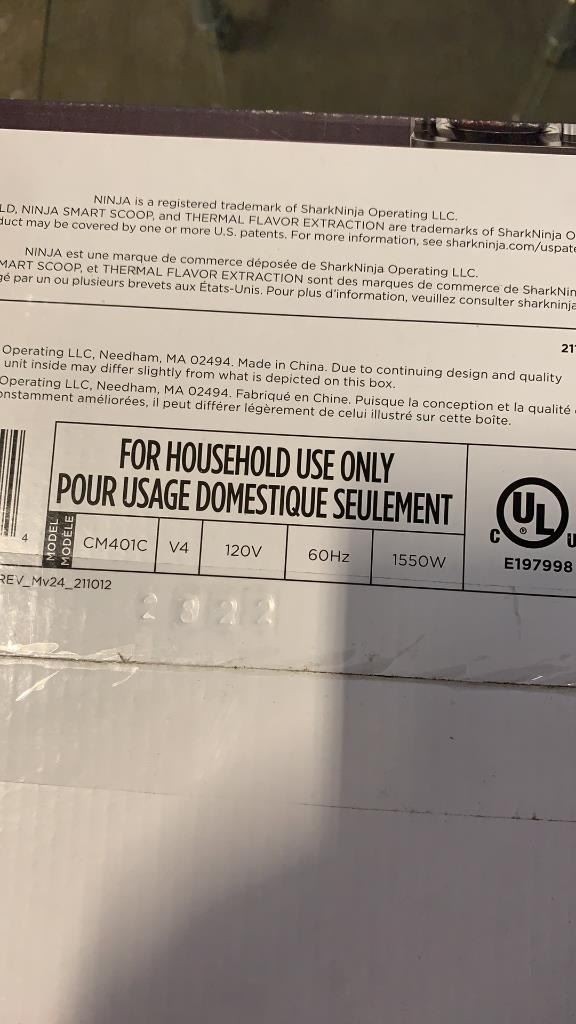 NINJA is a registered trademark of SharkNinja Operating LLC.
LD, NINJA SMART SCOOP, and THERMAL FLAVOR EXTRACTION are trademarks of SharkNinja O
duct may be covered by one or more U.S. patents. For more information, see sharkninja.com/uspate
NINJA est une marque de commerce déposée de SharkNinja Operating LLC.
MART SCOOP, et THERMAL FLAVOR EXTRACTION sont des marques de commerce de SharkNin
gé par un ou plusieurs brevets aux États-Unis. Pour plus d'information, veuillez consulter sharkninja
211
Operating LLC, Needham, MA 02494. Made in China. Due to continuing design and quality
unit inside may differ slightly from what is depicted on this box.
Operating LLC, Needham, MA 02494. Fabriqué en Chine. Puisque la conception et la qualité
onstamment améliorées, il peut différer légèrement de celui illustré sur cette boîte.
FOR HOUSEHOLD USE ONLY
POUR USAGE DOMESTIQUE SEULEMENT
MODEL
MODÈLE
CM401C V4 120V 60Hz 1550W
4
C UL ® U
E197998
REV_Mv24_211012
2822